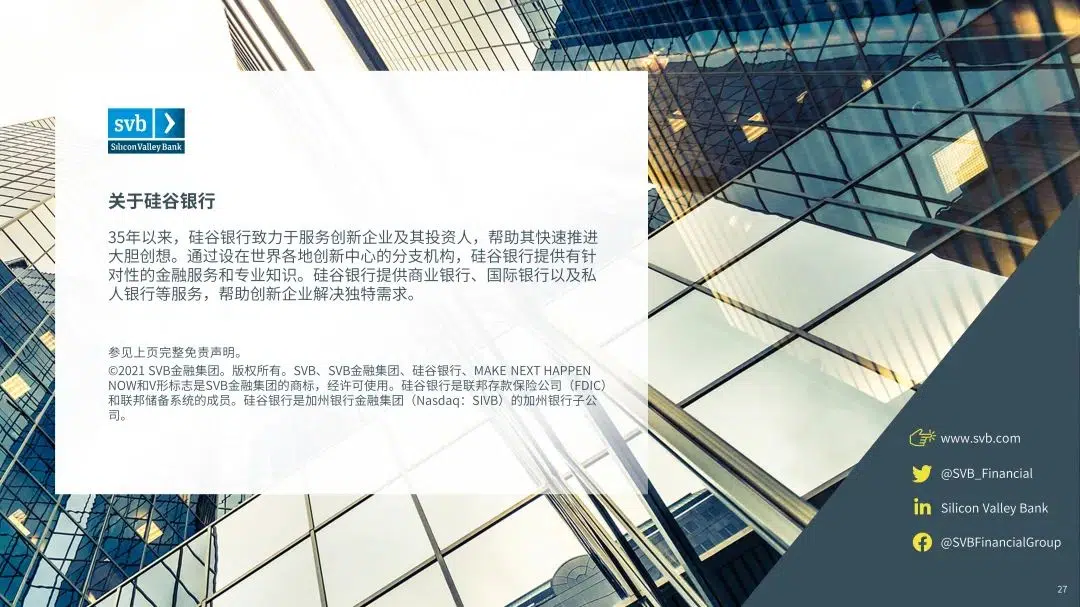 svb >
Silicon Valley Bank
关于硅谷银行
35年以来，硅谷银行致力于服务创新企业及其投资人，帮助其快速推进
大胆创想。通过设在世界各地创新中心的分支机构，硅谷银行提供有针
对性的金融服务和专业知识。硅谷银行提供商业银行、国际银行以及私
人银行等服务，帮助创新企业解决独特需求。
参见上页完整免责声明。
©2021 SVB金融集团。版权所有。SVB、SVB金融集团、硅谷银行、MAKE NEXT HAPPEN
NOW和V形标志是SVB金融集团的商标，经许可使用。硅谷银行是联邦存款保险公司（FDIC）
和联邦储备系统的成员。硅谷银行是加州银行金融集团（Nasdaq：SIVB）的加州银行子公
司。
www.svb.com
@SVB_Financial
Silicon Valley Bank
@SVBFinancialGroup
27